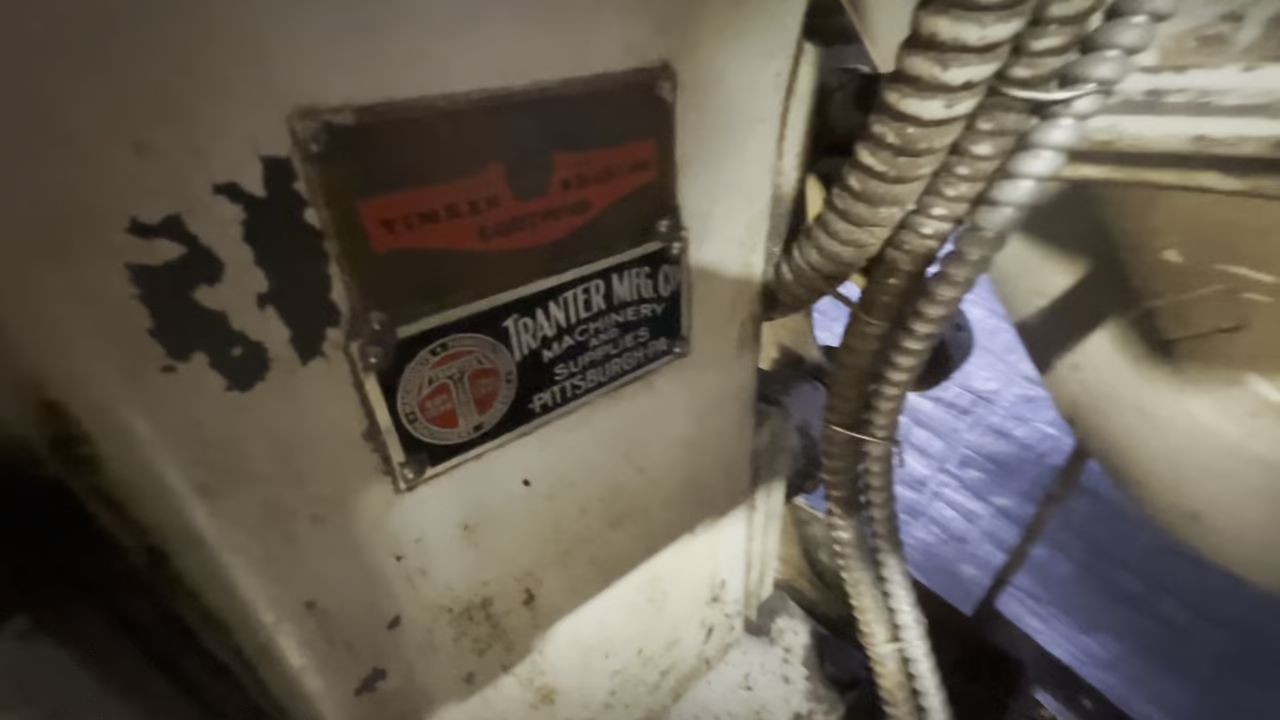 TIMKEN BEARING
EQUIPPED
TRANTER MFG. CO
MACHINERY
AND
SUPPLIES
PITTSBURGH PA.